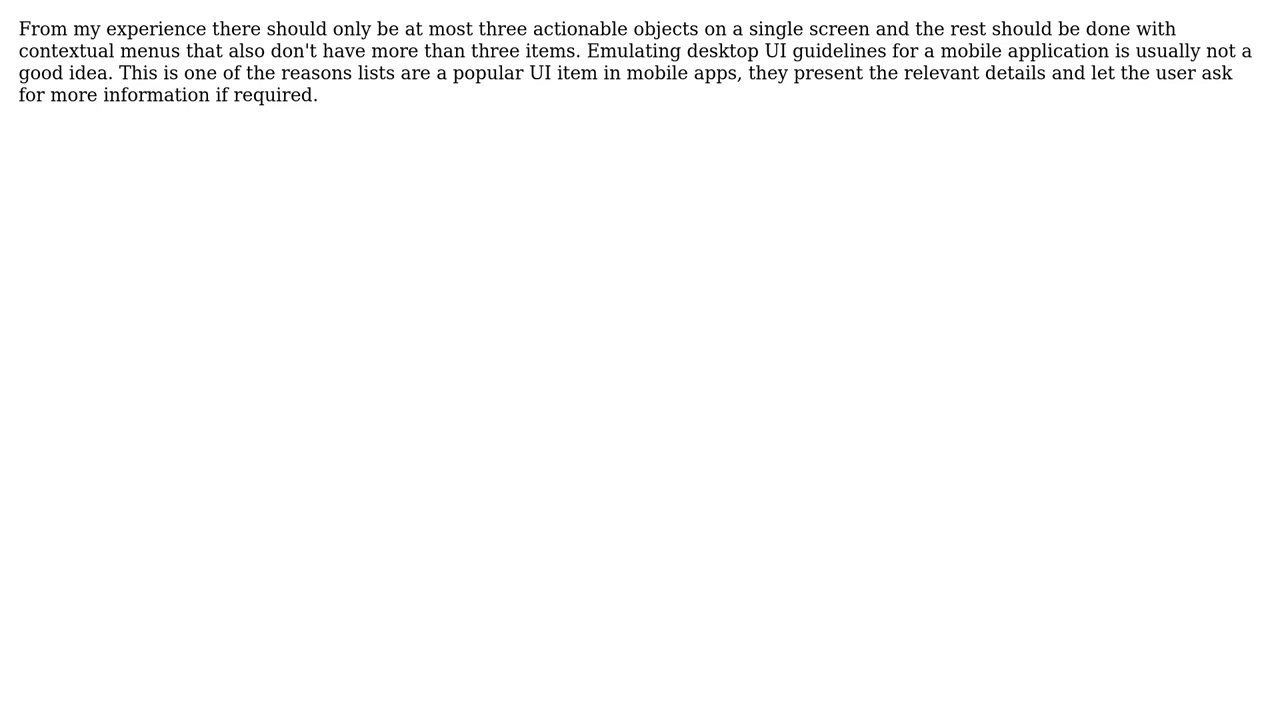 From my experience there should only be at most three actionable objects on a single screen and the rest should be done with
contextual menus that also don't have more than three items. Emulating desktop UI guidelines for a mobile application is usually not a
good idea. This is one of the reasons lists are a popular UI item in mobile apps, they present the relevant details and let the user ask
for more information if required.